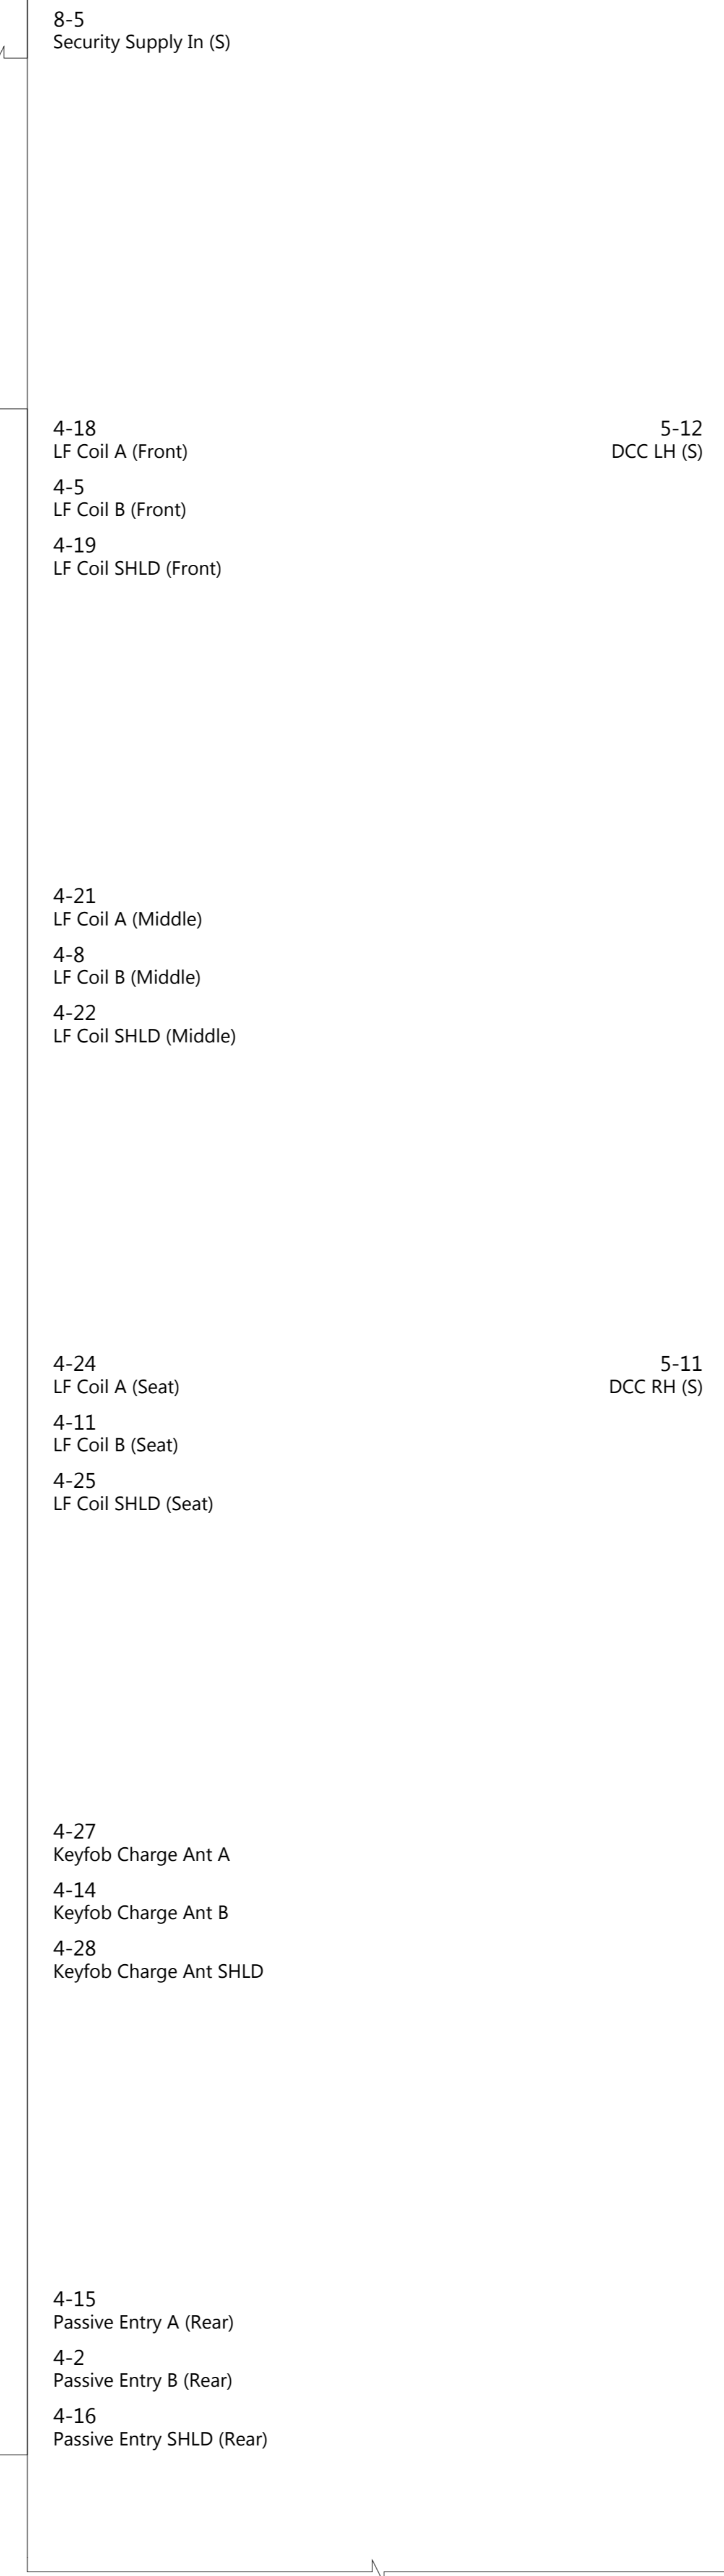 8-5
Security Supply In (S)
4-18
LF Coil A (Front)
5-12
DCC LH (S)
4-5
LF Coil B (Front)
4-19
LF Coil SHLD (Front)
4-21
LF Coil A (Middle)
4-8
LF Coil B (Middle)
4-22
LF Coil SHLD (Middle)
4-24
LF Coil A (Seat)
5-11
DCC RH (S)
4-11
LF Coil B (Seat)
4-25
LF Coil SHLD (Seat)
4-27
Keyfob Charge Ant A
4-14
Keyfob Charge Ant B
4-28
Keyfob Charge Ant SHLD
4-15
Passive Entry A (Rear)
4-2
Passive Entry B (Rear)
4-16
Passive Entry SHLD (Rear)